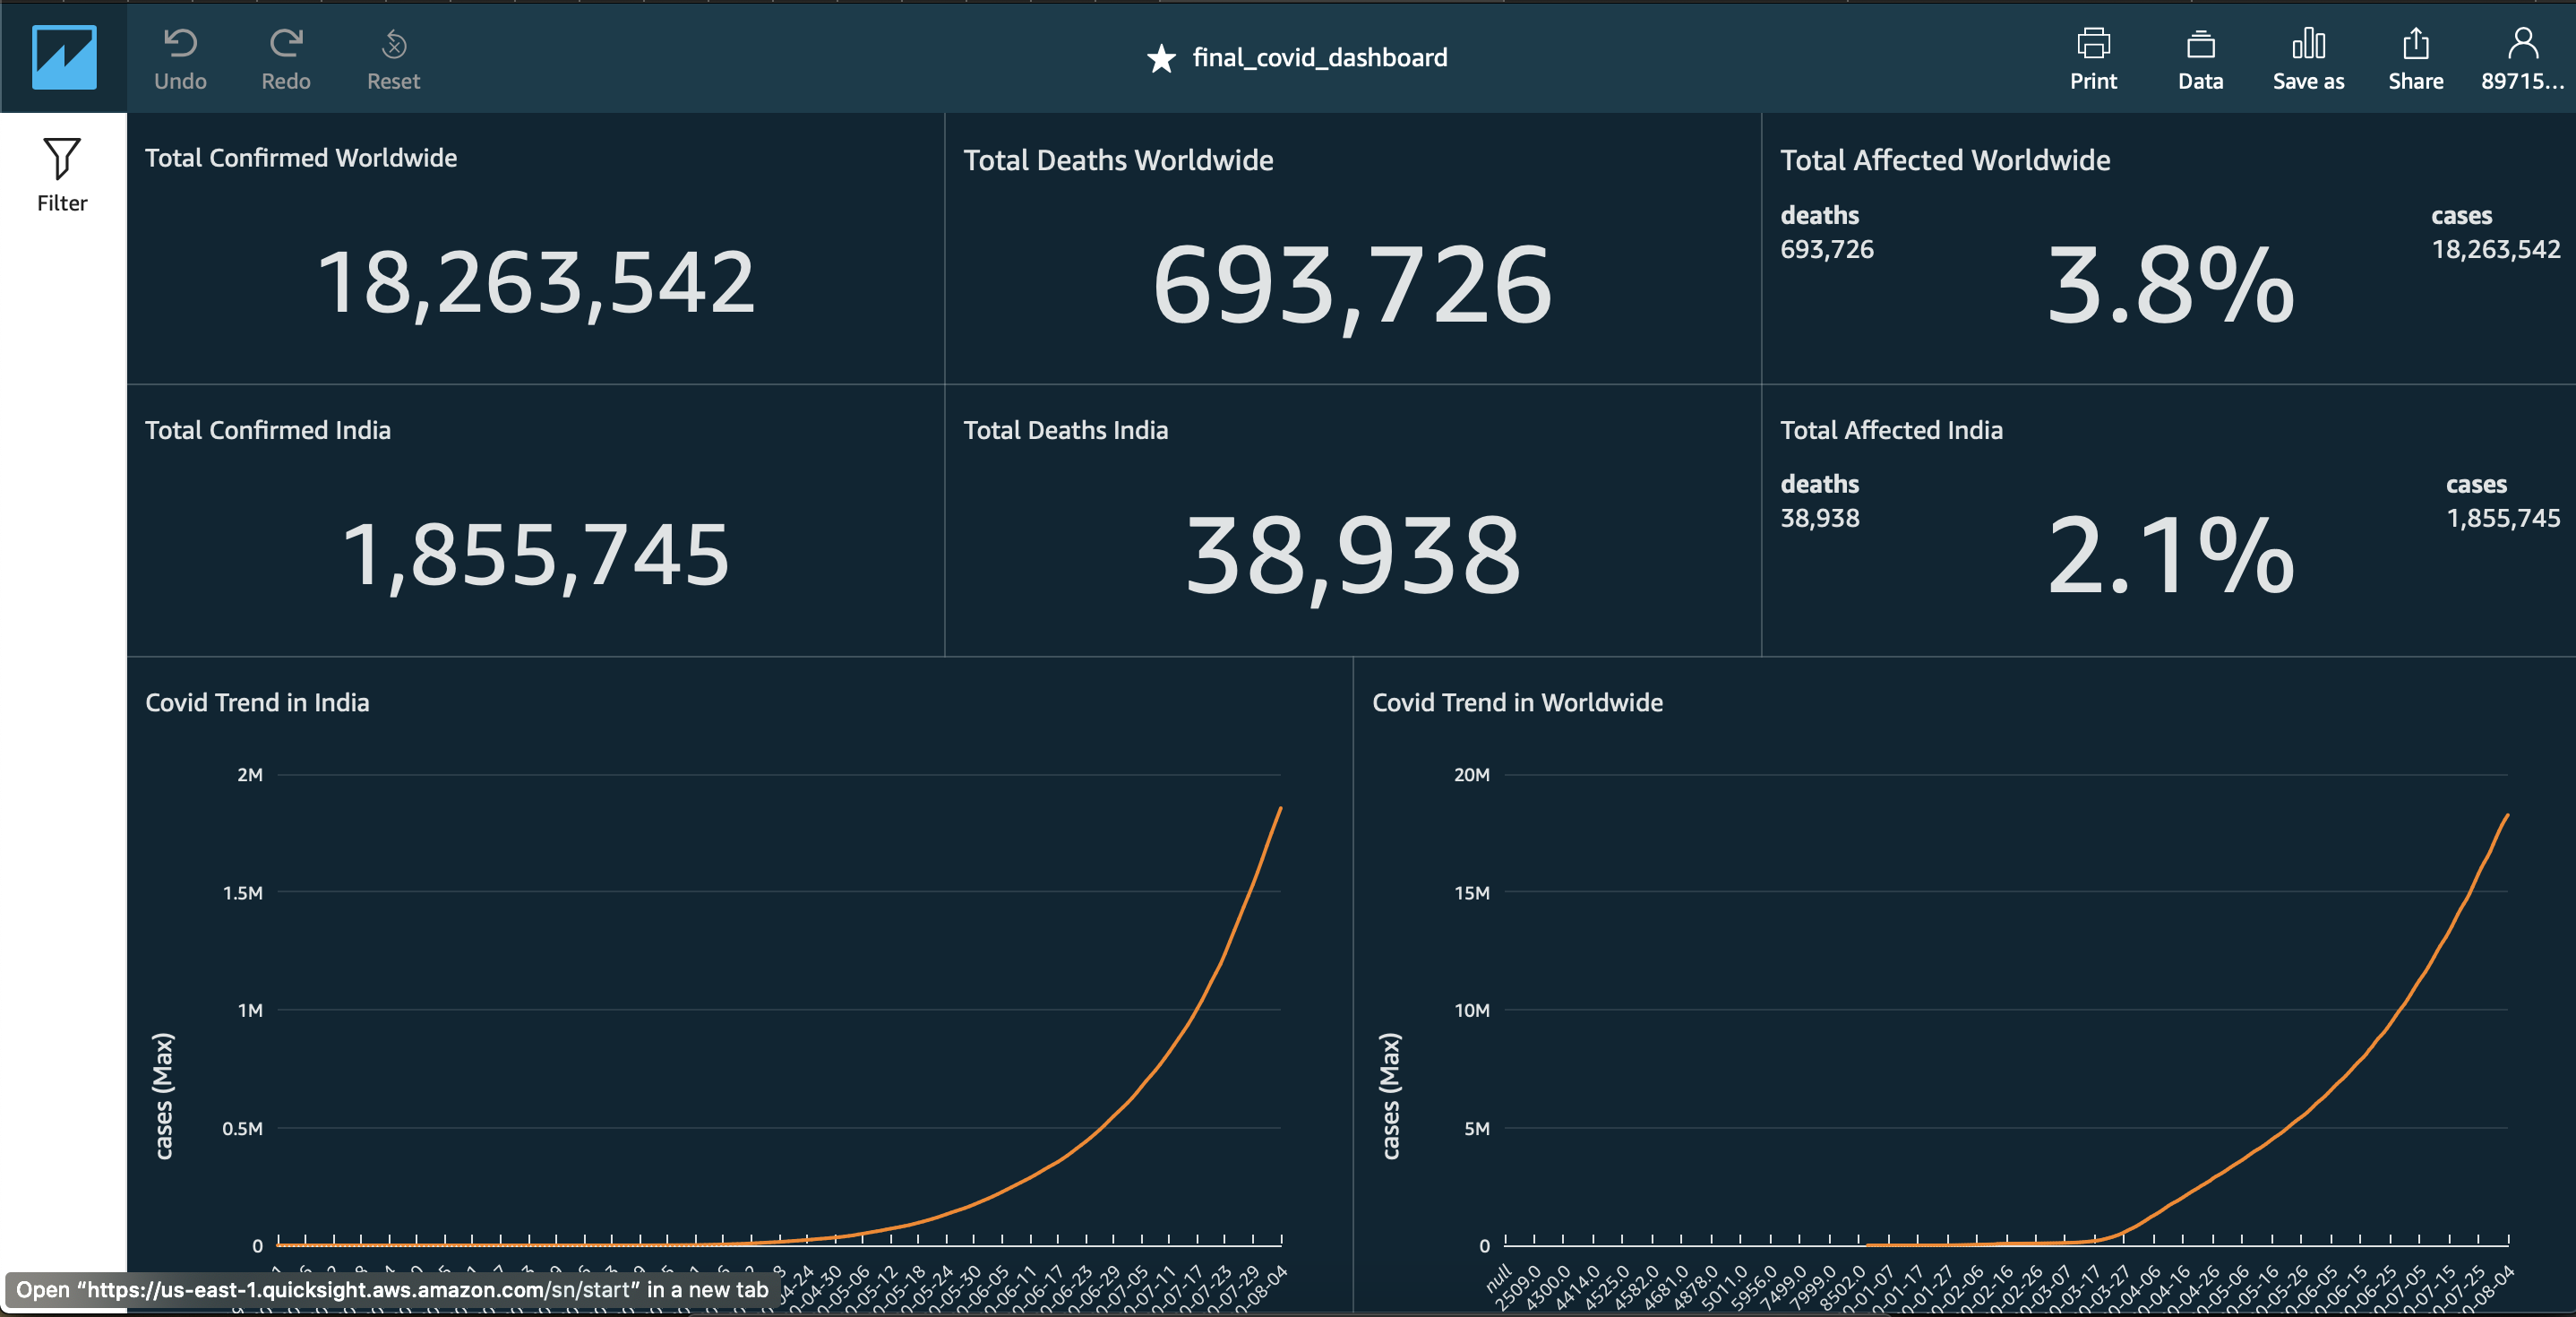 Undo
Redo
Reset
final_covid_dashboard
Print
Data
Save as
Share
89715...
Filter
Total Confirmed Worldwide
18,263,542
Total Deaths Worldwide
693,726
Total Affected Worldwide
deaths
693,726
3.8%
cases
18,263,542
Total Confirmed India
1,855,745
Total Deaths India
38,938
Total Affected India
deaths
38,938
2.1%
cases
1,855,745
Covid Trend in India
cases (Max)
2M
1.5M
1M
0.5M
0
04-24
0-04-30
0-05-06
0-05-12
0-05-18
0-05-24
0-05-30
0-06-05
0-06-11
0-06-17
0-06-23
0-06-29
0-07-05
0-07-11
0-07-17
0-07-23
0-07-29
0-08-04
Covid Trend in Worldwide
cases (Max)
20M
15M
10M
5M
0
null
2509.0
4300.0
4414.0
4525.0
4582.0
4681.0
4878.0
5011.0
5956.0
7499.0
7999.0
8502.0
0-01-07
0-01-17
0-01-27
0-02-06
0-02-16
0-02-26
0-03-07
0-03-17
0-03-27
0-04-06
0-04-16
0-04-26
0-05-06
0-05-16
0-05-26
0-06-05
0-06-15
0-06-25
0-07-05
0-07-15
0-07-25
0-08-04
Open “https://us-east-1.quicksight.aws.amazon.com/sn/start” in a new tab